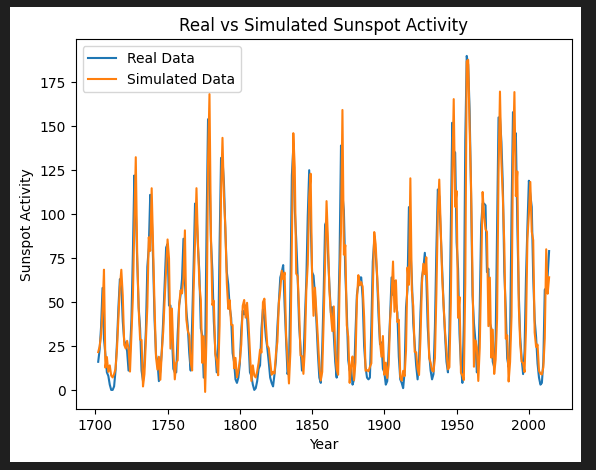 Real vs Simulated Sunspot Activity
Real Data
Simulated Data
Sunspot Activity
175
150
125
100
75
50
25
0
1700 1750 1800 1850 1900 1950 2000
Year